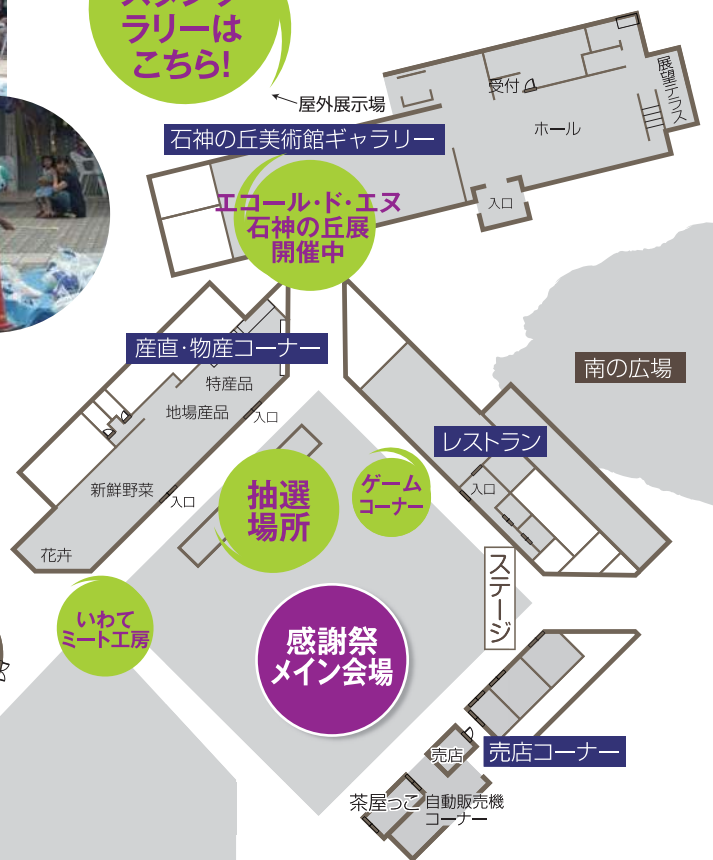 ラリーは
こちら!
屋外展示場
石神の丘美術館ギャラリー
受付
ホール
展望テラス
入口
エコール・ド・エヌ
石神の丘展
開催中
産直・物産コーナー
特産品
地場産品
入口
新鮮野菜
入口
花卉
南の広場
レストラン
入口
ゲーム
コーナー
抽選
場所
ステージ
いわて
ミート工房
感謝祭
メイン会場
売店
売店コーナー
茶屋っこ
自動販売機
コーナー